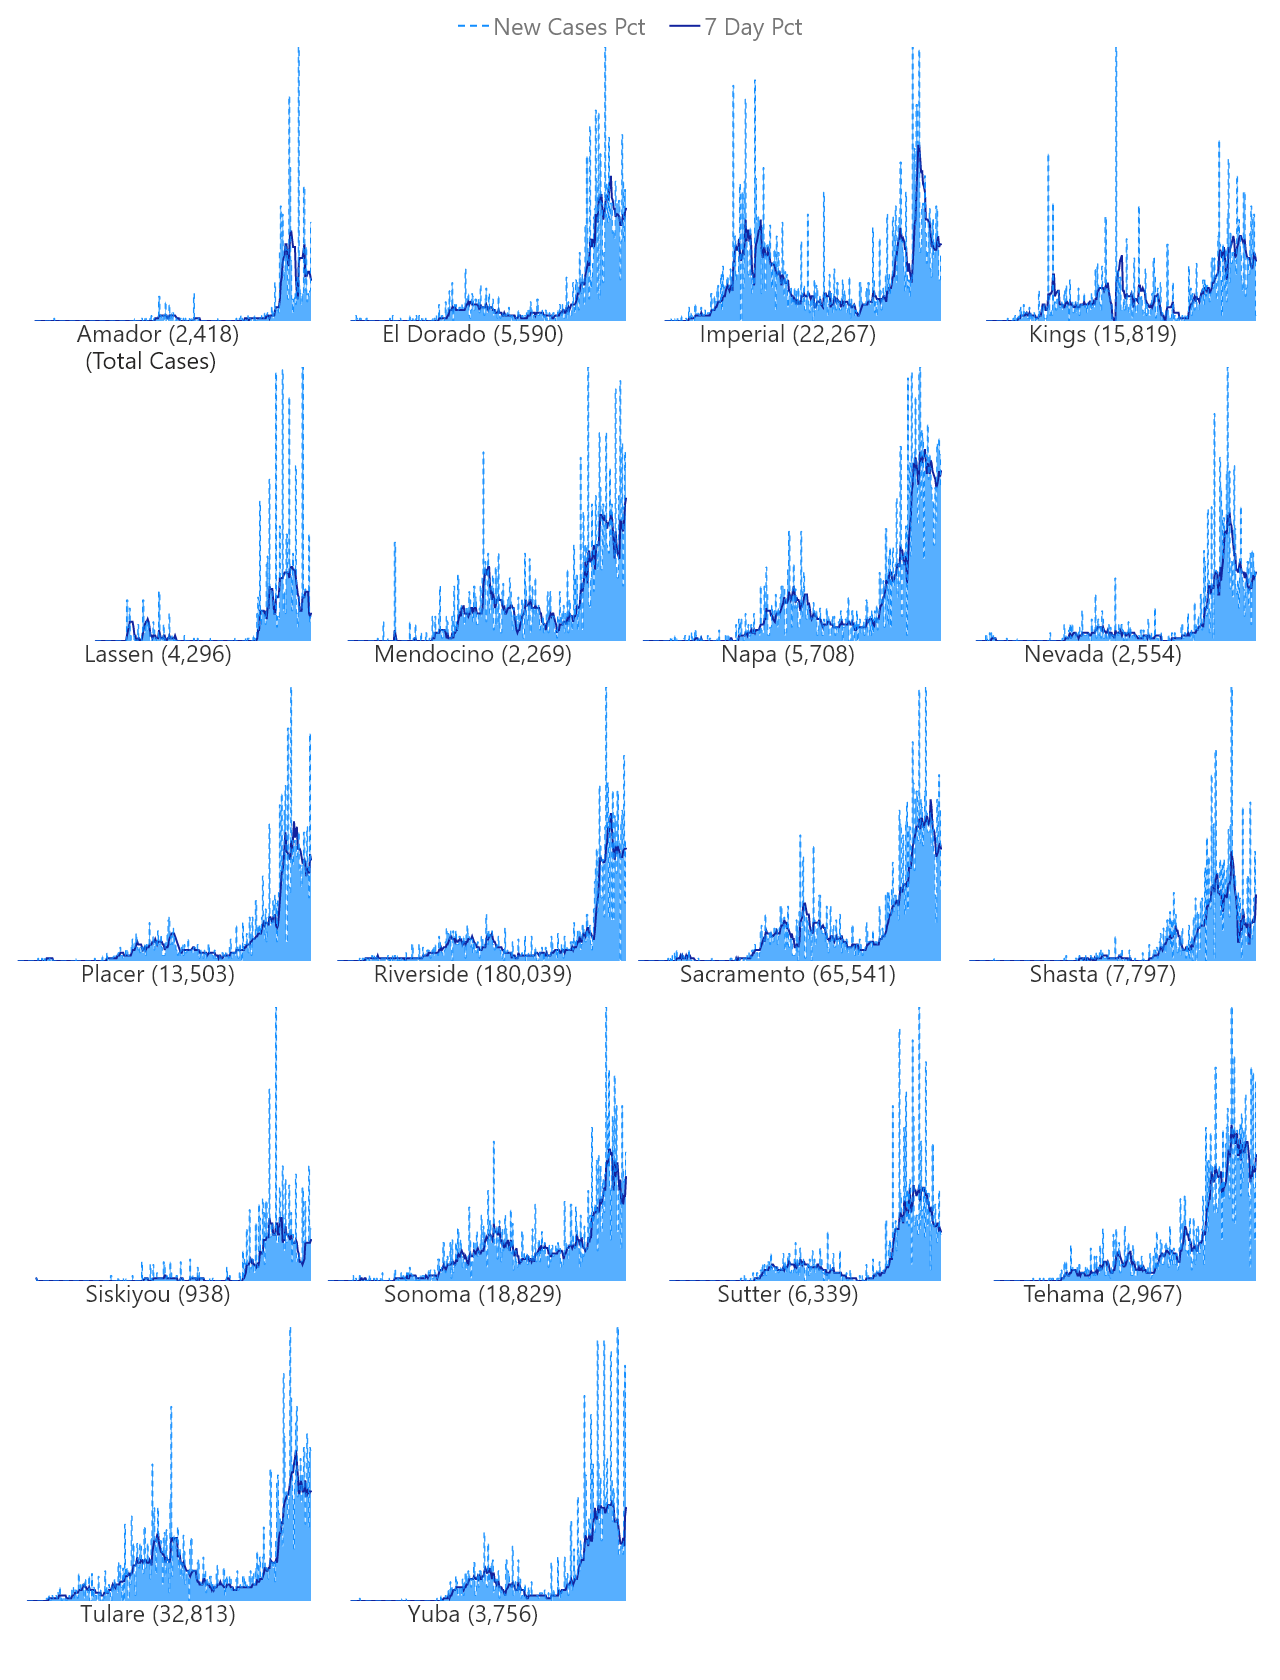 New Cases Pct 7 Day Pct
Amador (2,418) El Dorado (5,590) Imperial (22,267) Kings (15,819)
(Total Cases)
Lassen (4,296) Mendocino (2,269) Napa (5,708) Nevada (2,554)
Placer (13,503) Riverside (180,039) Sacramento (65,541) Shasta (7,797)
Siskiyou (938) Sonoma (18,829) Sutter (6,339) Tehama (2,967)
Tulare (32,813) Yuba (3,756)